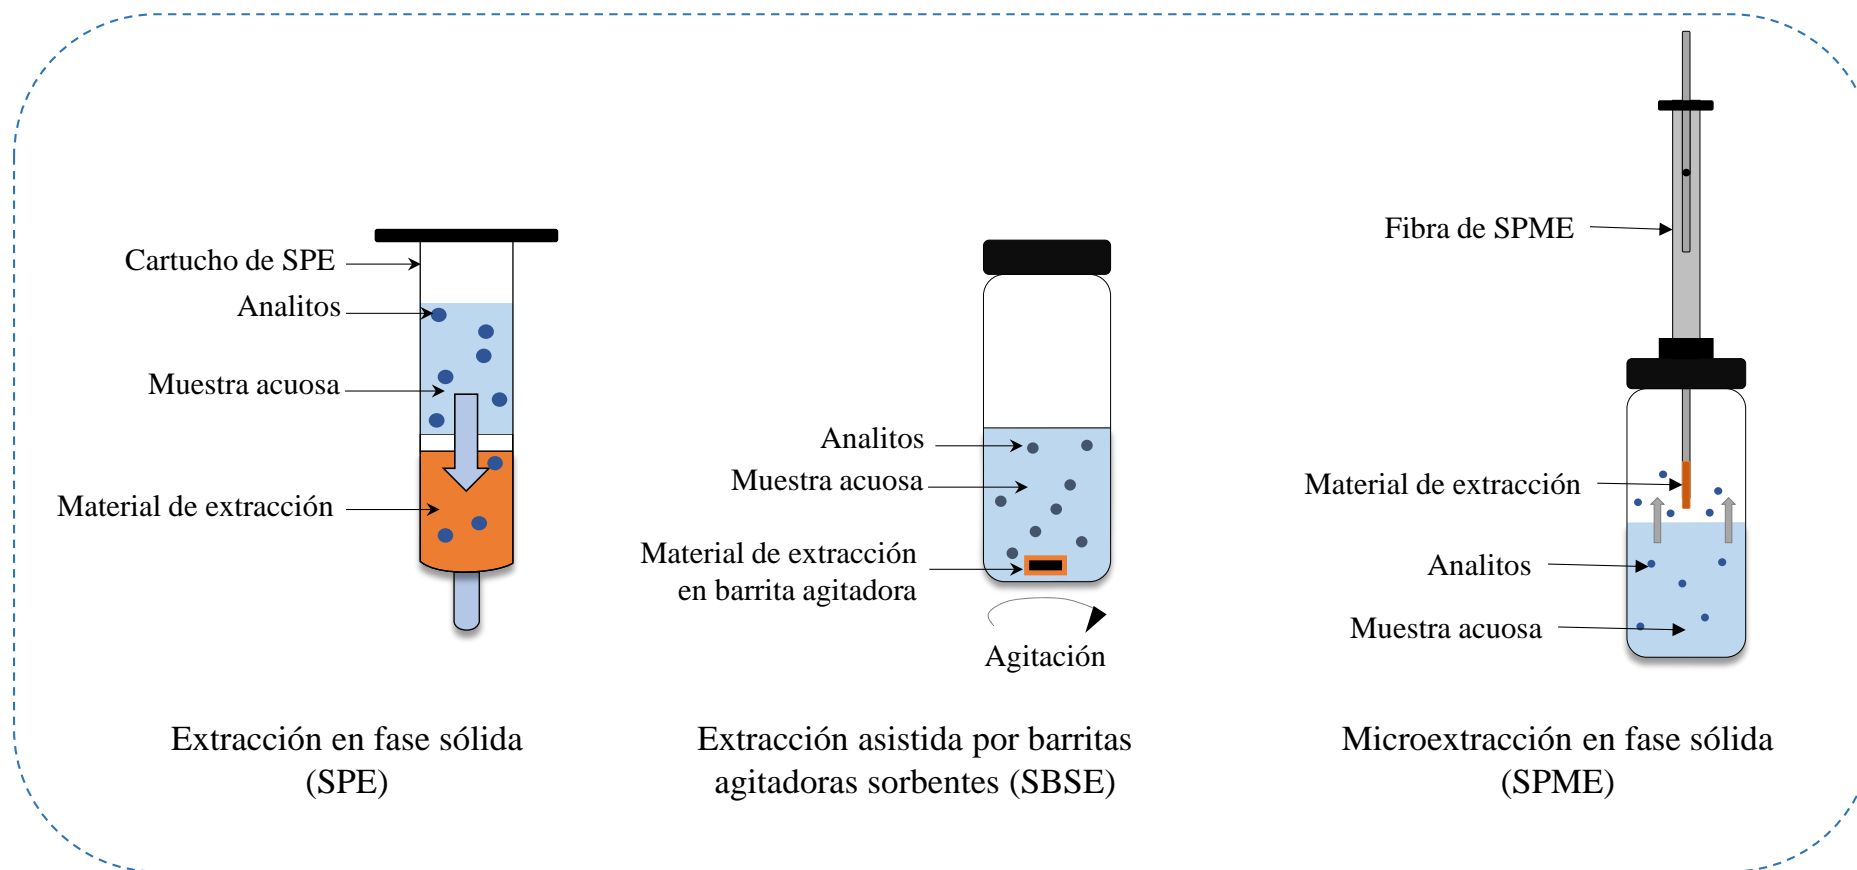 Cartucho de SPE
Analitos
Muestra acuosa
Material de extracción
Extracción en fase sólida
(SPE)
Analitos
Muestra acuosa
Material de extracción
en barrita agitadora
Agitación
Extracción asistida por barritas
agitadoras sorbentes (SBSE)
Fibra de SPME
Material de extracción
Analitos
Muestra acuosa
Microextracción en fase sólida
(SPME)